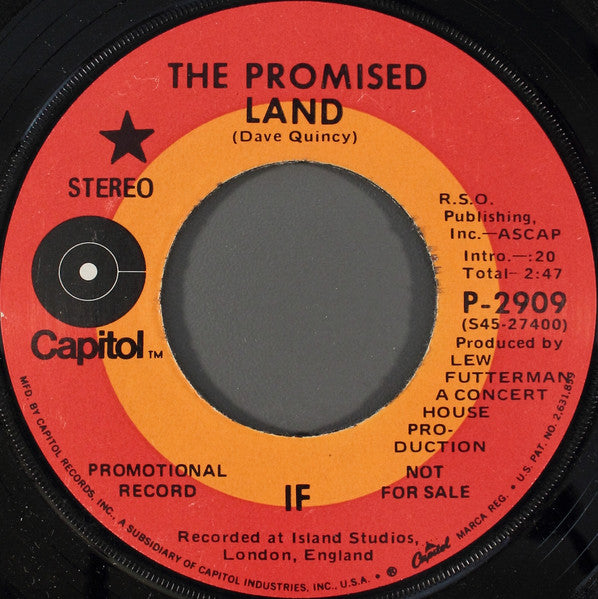 THE PROMISED
LAND
(Dave Quincy)
STEREO
Capitol TM
R.S.O.
Publishing,
Inc.—ASCAP
Intro.—:20
Total– 2:47
P-2909
(S45-27400)
Produced by
LEW
FUTTERMAN
A CONCERT
HOUSE
PRO-
DUCTION
PROMOTIONAL
RECORD
IF
NOT
FOR SALE
Recorded at Island Studios,
London, England
MFD. BY CAPITOL RECORDS, INC., A SUBSIDIARY OF CAPITOL INDUSTRIES, INC., U.S.A. • ® Capitol MARCA REG. • U.S. PAT. NO. 2,631,859